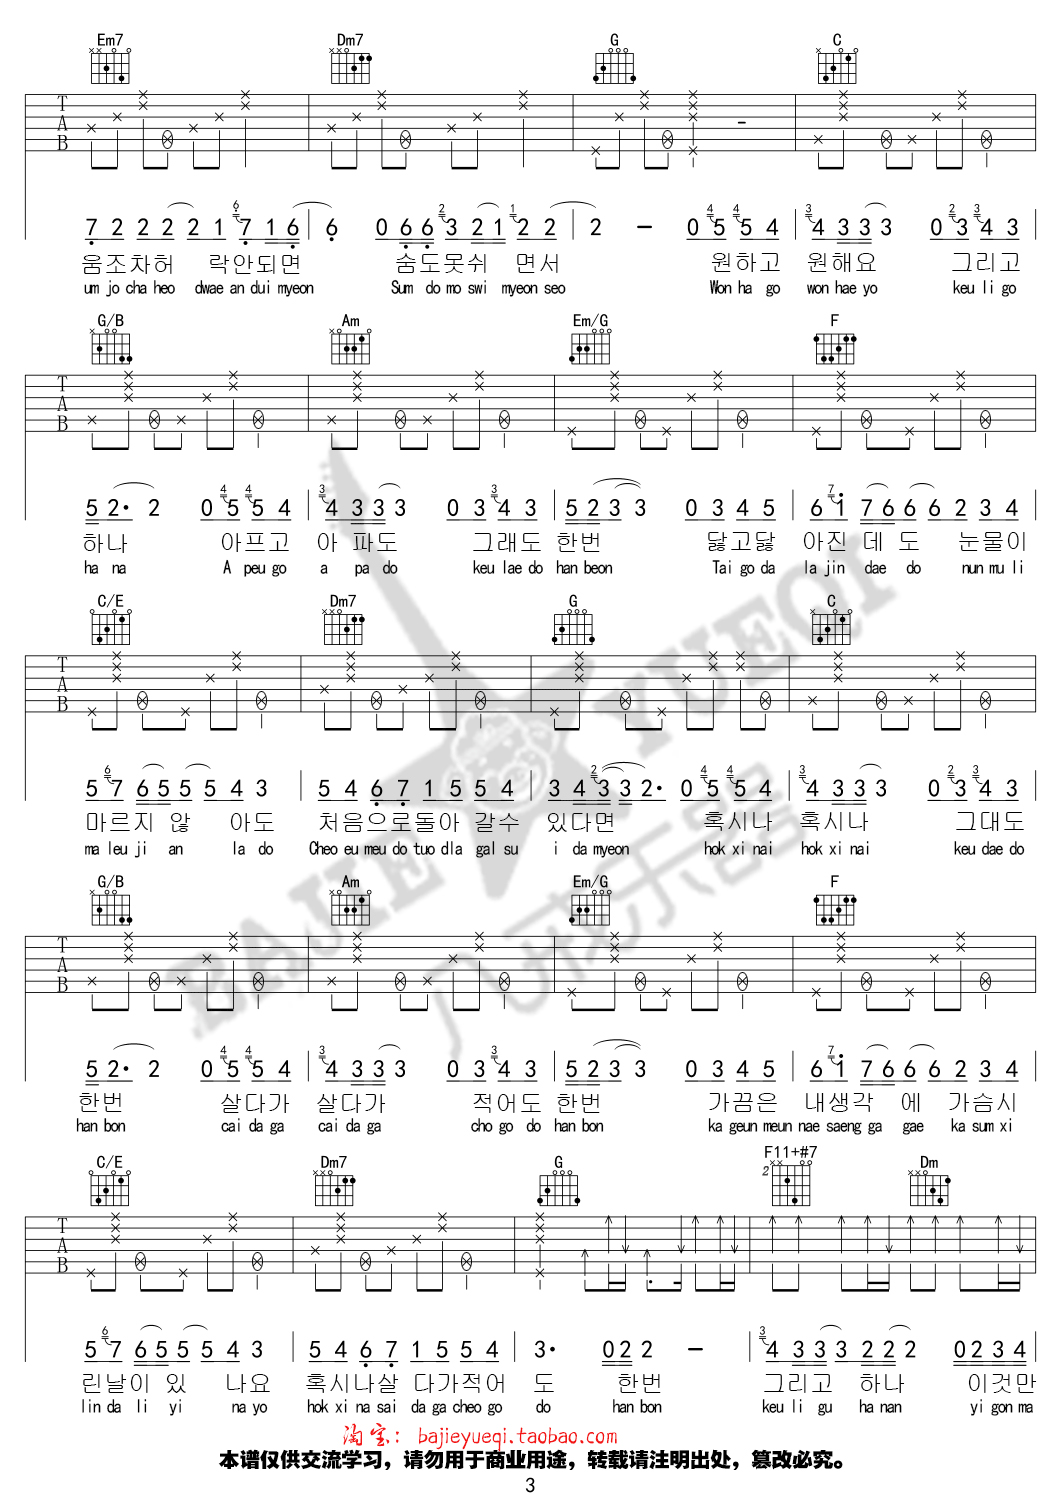 Em7 Dm7 G C
7 2 2 2 2 2 1 7 1 6 6 0 6 6 3 2 1 2 2 2 — 0 5 5 4 4 3 3 3 0 3 4 3
움조차허 락안되면 숨도못쉬 면서 원하고 원해요 그리고
um jo cha heo dwae an dui myeon Sum do mo swi myeon seo Won ha go won hae yo keu li go
G/B Am Em/G F
5 2· 2 0 5 5 4 4 3 3 3 0 3 4 3 5 2 3 3 0 3 4 5 6 1 7 6 6 6 2 3 4
하나 아프고 아 파도 그래도 한번 닳고닳 아진 데 도 눈물이
ha na A peu go a pa do keu lae do han beon Tai go da la jin dae do nun mu li
C/E Dm7 G C
5 7 6 5 5 5 4 3 5 4 6 7 1 5 5 4 3 4 3 3 2· 0 5 5 4 4 3 3 3 0 3 4 3
마르지 않 아도 처음으로돌아 갈수 있다면 혹시나 혹시나 그대도
ma leu ji an la do Cheo eu meu do tuo dla gal su i da myeon hok xi nai hok xi nai keu dae do
G/B Am Em/G F
5 2· 2 0 5 5 4 4 3 3 3 0 3 4 3 5 2 3 3 0 3 4 5 6 1 7 6 6 6 2 3 4
한번 살다가 살다가 적어도 한번 가끔은 내생각 에 가슴시
han bon cai da ga cai da ga cho go do han bon ka geun meun nae saeng ga gae ka sum xi
C/E Dm7 G F11+#7 Dm
5 7 6 5 5 5 4 3 5 4 6 7 1 5 5 4 3· 0 2 2 2 — 4 3 3 3 2 2 2 0 2 3 4
린날이 있 나요 혹시나살 다가적어 도 한번 그리고 하나 이것만
lin da li yi na yo hok xi na sai da ga cheo go do han bon keu li gu ha nan yi gon ma
淘宝：bajieyueqi.taobao.com
本谱仅供交流学习，请勿用于商业用途，转载请注明出处，篡改必究。
3
BAJIE YUEQI
八戒乐器